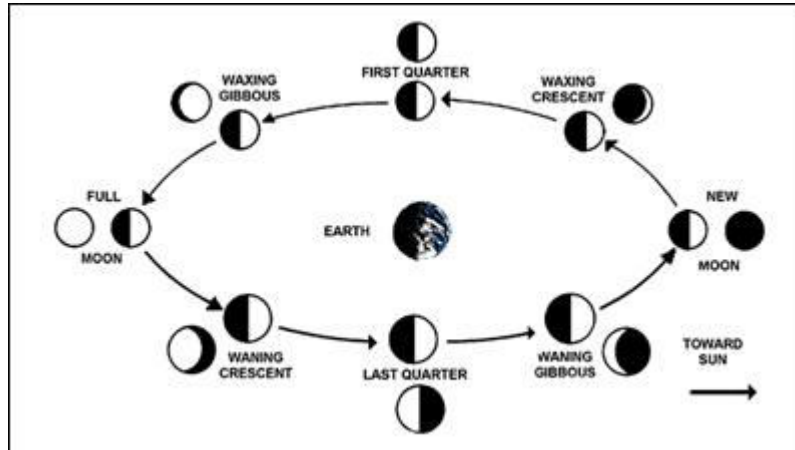 FIRST QUARTER
WAXING
GIBBOUS
WAXING
CRESCENT
FULL
MOON
EARTH
NEW
MOON
WANING
CRESCENT
LAST QUARTER
WANING
GIBBOUS
TOWARD
SUN